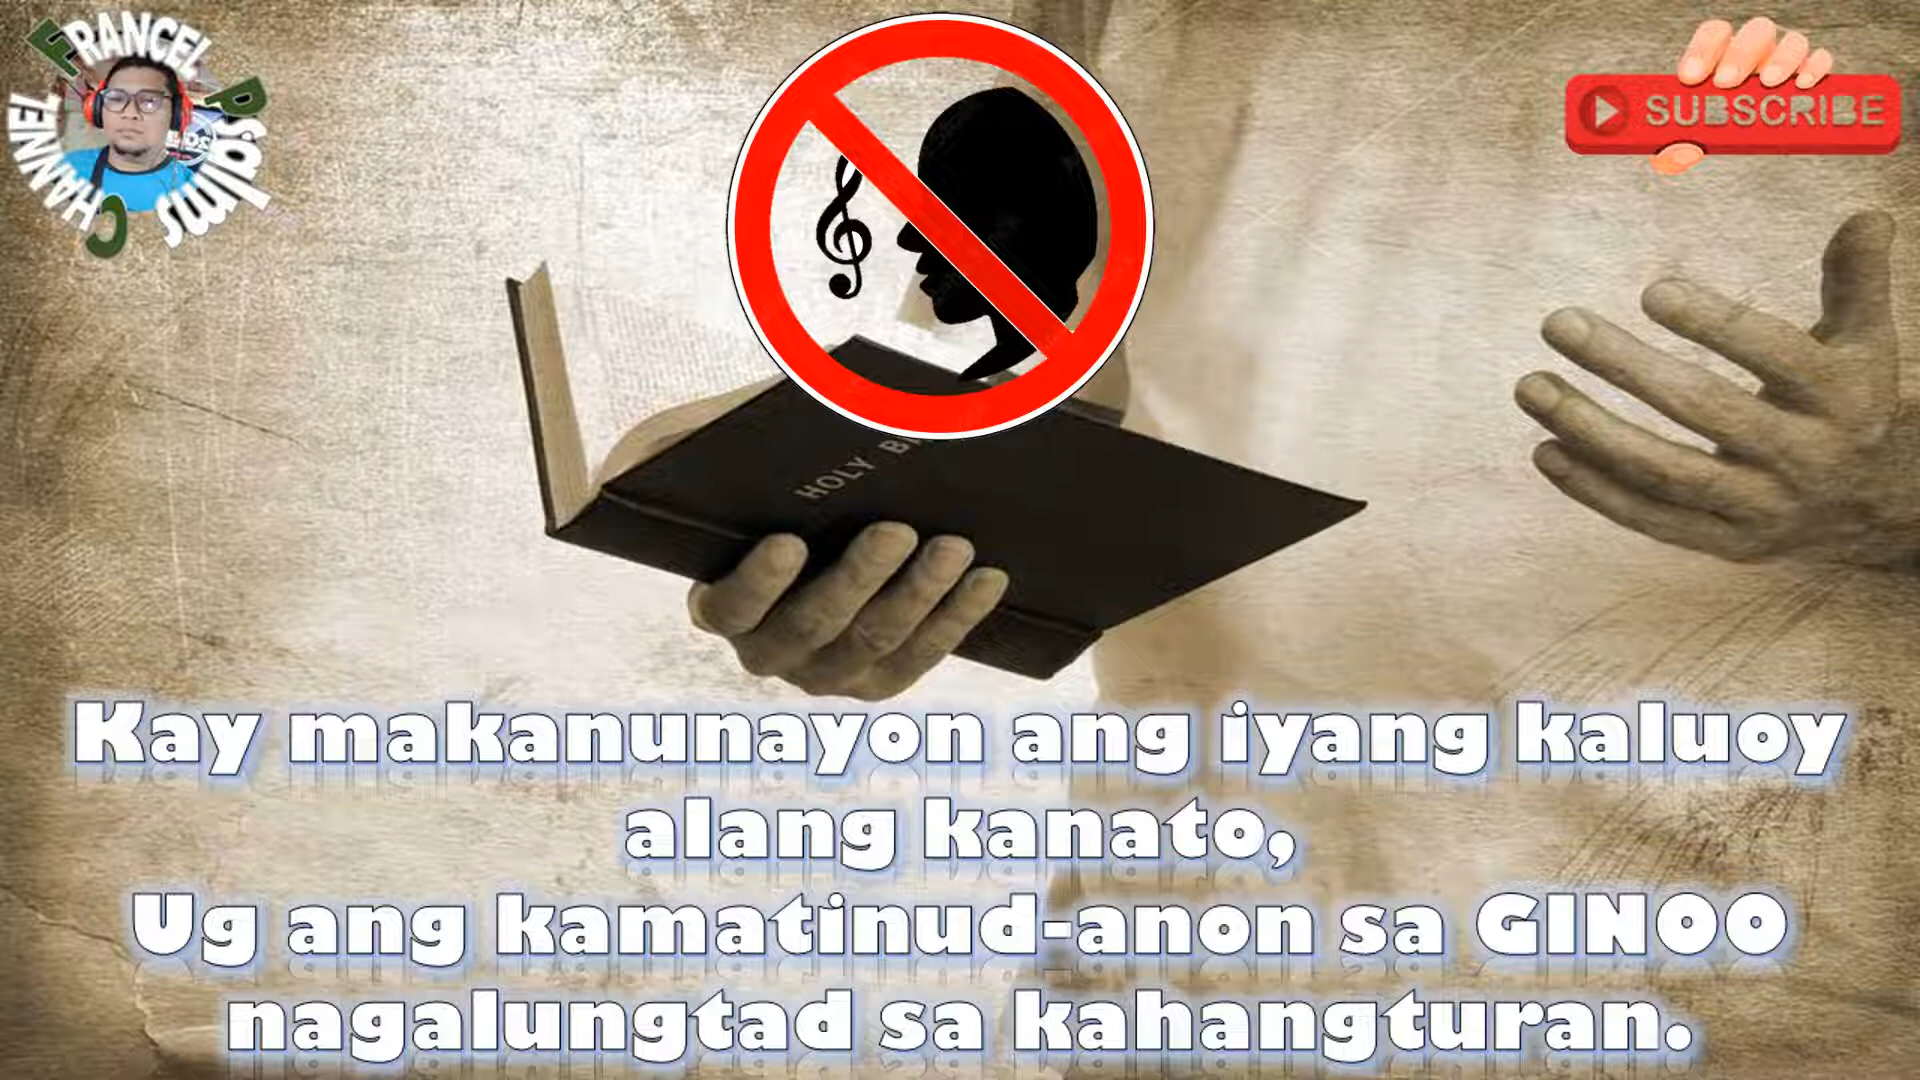 FRANCEL
Psalms
CHANNEL
SUBSCRIBE
HOLY
Kay makanunayon ang iyang kaluoy
alang kanato,
Ug ang kamatinud-anon sa GINOO
nagalungtad sa kahangturan.